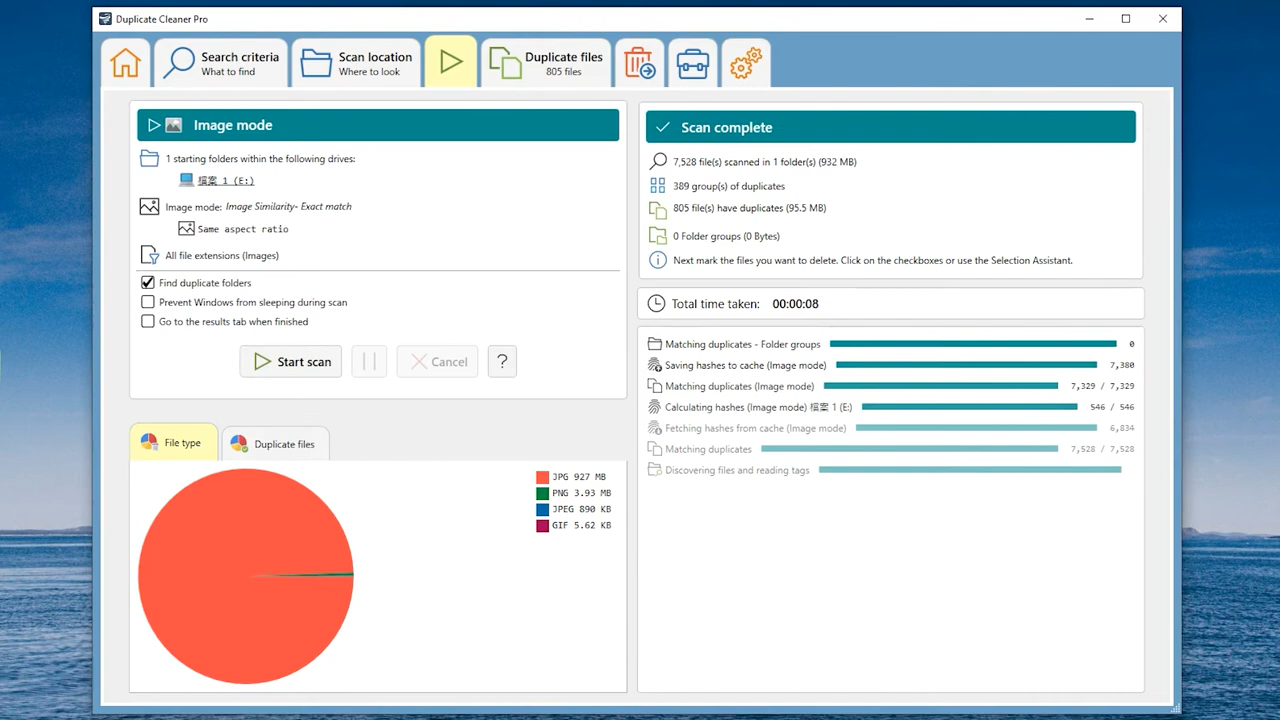 Duplicate Cleaner Pro
Search criteria
What to find
Scan location
Where to look
Duplicate files
805 files
Image mode
1 starting folders within the following drives:
檔案 1 (E:)
Image mode: Image Similarity- Exact match
Same aspect ratio
All file extensions (Images)
Find duplicate folders
Prevent Windows from sleeping during scan
Go to the results tab when finished
Start scan
Cancel
?
File type
Duplicate files
JPG 927 MB
PNG 3.93 MB
JPEG 890 KB
GIF 5.62 KB
Scan complete
7,528 file(s) scanned in 1 folder(s) (932 MB)
389 group(s) of duplicates
805 file(s) have duplicates (95.5 MB)
0 Folder groups (0 Bytes)
Next mark the files you want to delete. Click on the checkboxes or use the Selection Assistant.
Total time taken: 00:00:08
Matching duplicates - Folder groups 0
Saving hashes to cache (Image mode) 7,380
Matching duplicates (Image mode) 7,329 / 7,329
Calculating hashes (Image mode) 檔案 1 (E:) 546 / 546
Fetching hashes from cache (Image mode) 6,834
Matching duplicates 7,528 / 7,528
Discovering files and reading tags